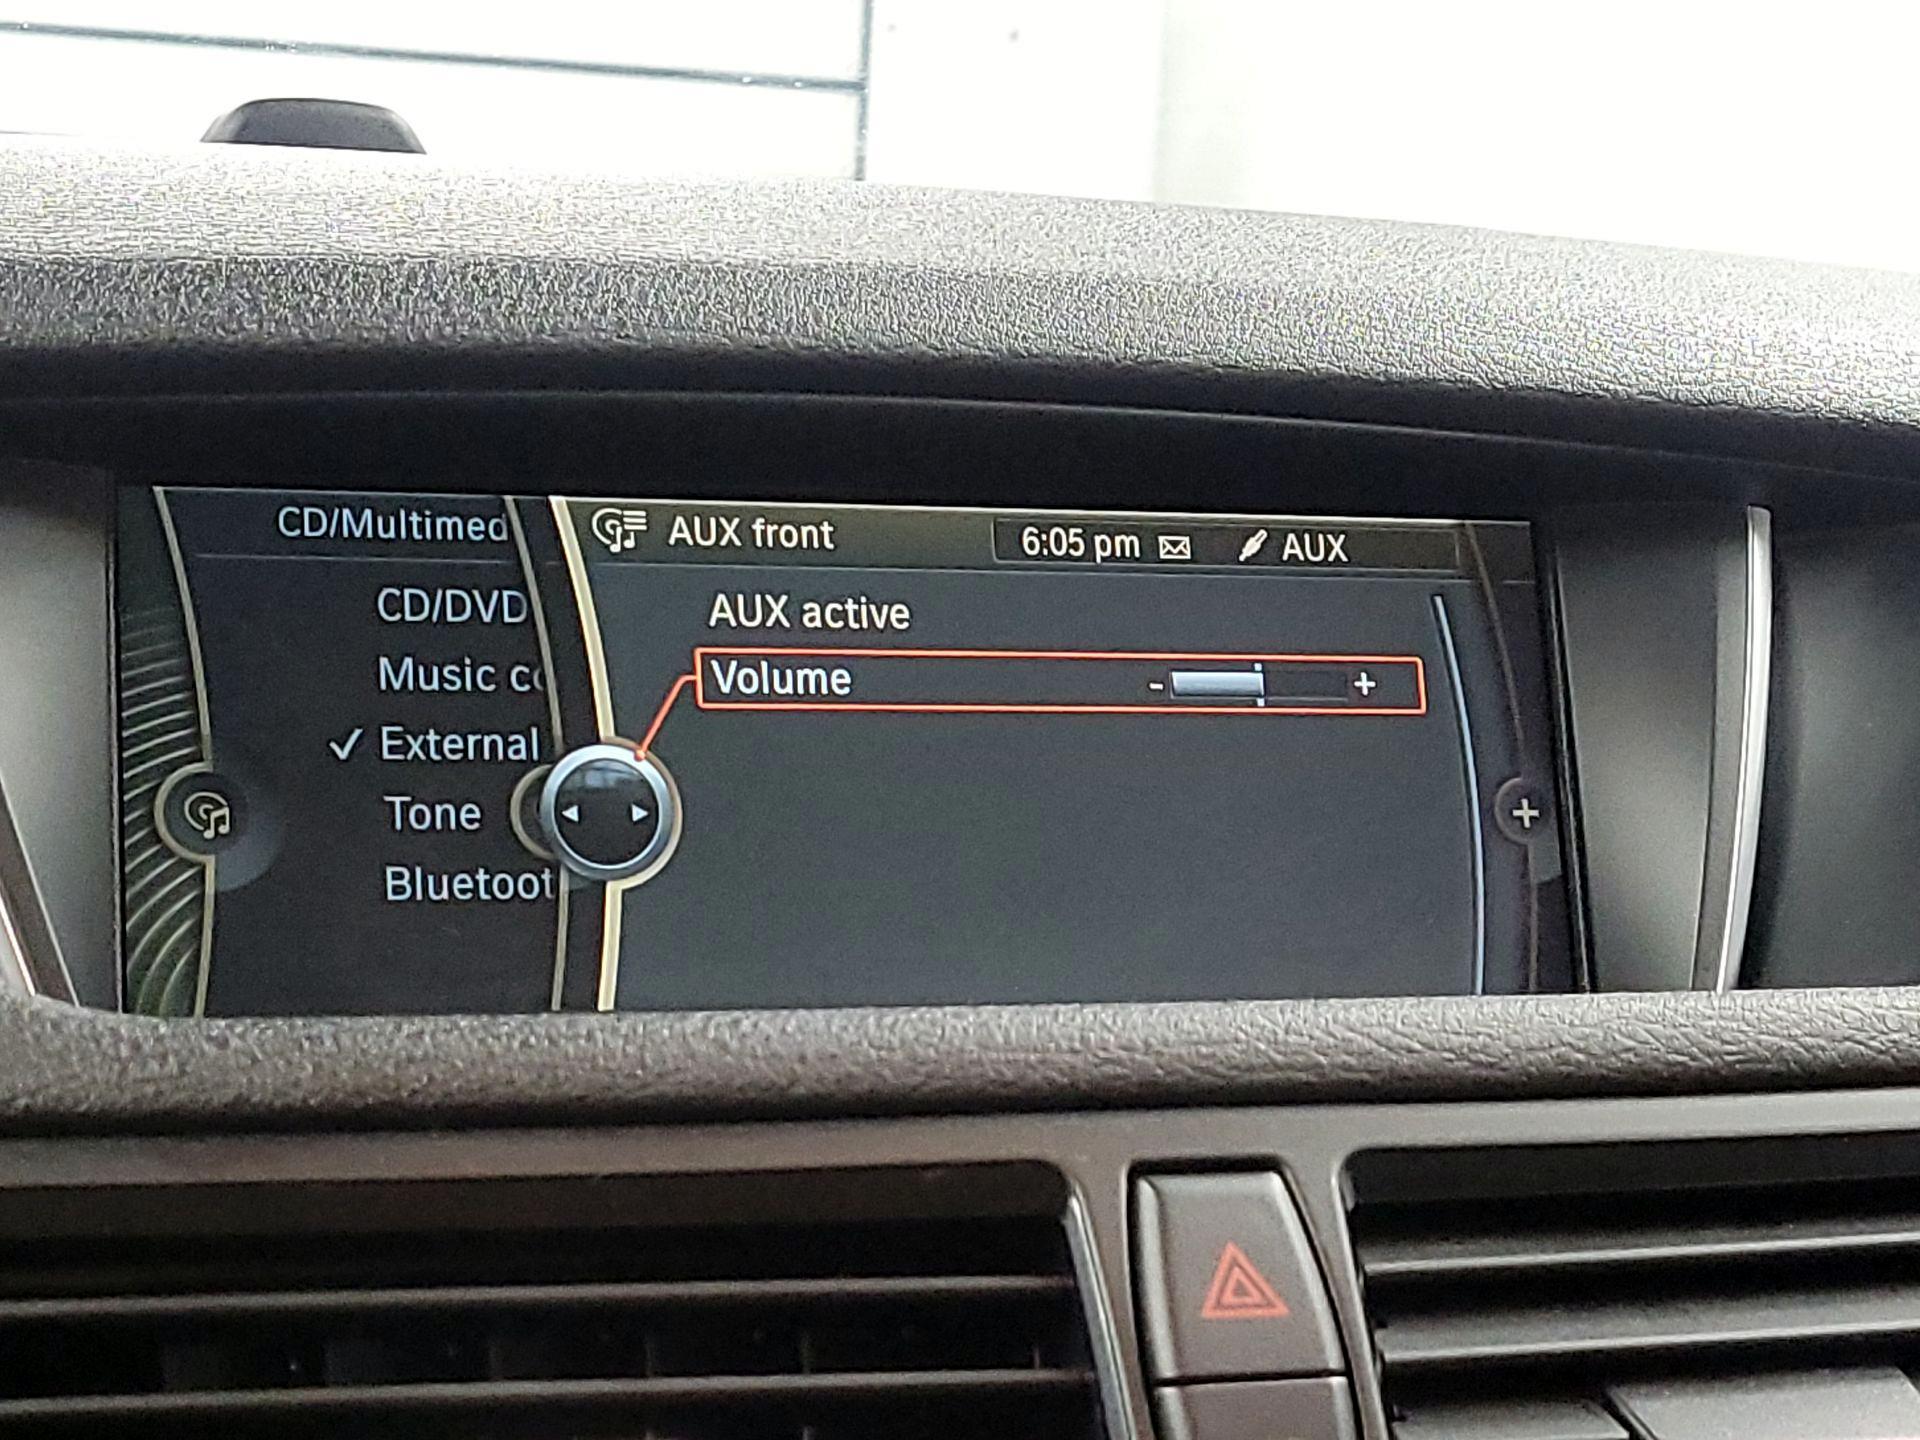 CD/Multimed
CD/DVD
Music c
✓ External
Tone
Bluetoot
AUX front
6:05 pm
AUX
AUX active
Volume - +
+